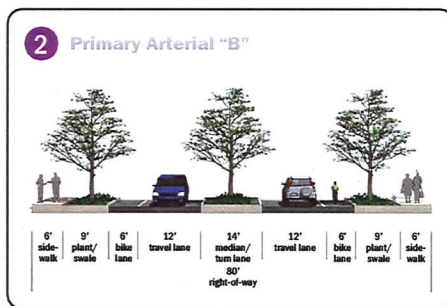 2 Primary Arterial “B”
6' 9' 6' 12' 14' 12' 6' 9' 6'
side- plant/ bike travel lane median/ travel lane bike plant/ side-
walk swale lane turn lane lane swale walk
80'
right-of-way